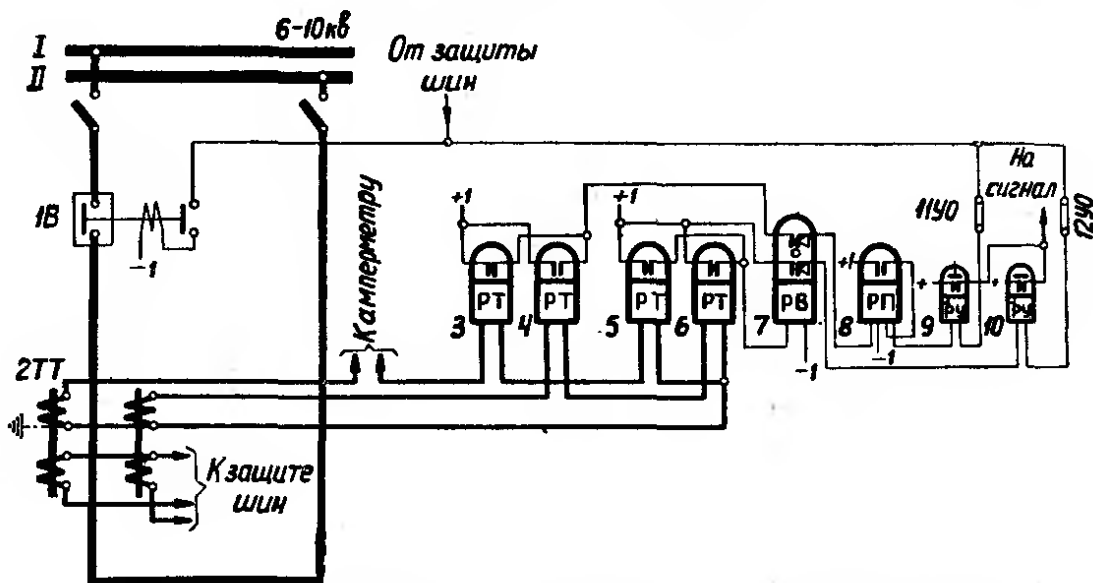 6-10кв
I
II
От защиты
шин
На
сигнал
1В
-1
К амперметру
+1
+1
11УО
12УО
РТ
РТ
РТ
РТ
РВ
+1
РП
+
РУ
+
РУ
3
4
5
6
7
8
9
10
-1
-1
2ТТ
К защите
шин